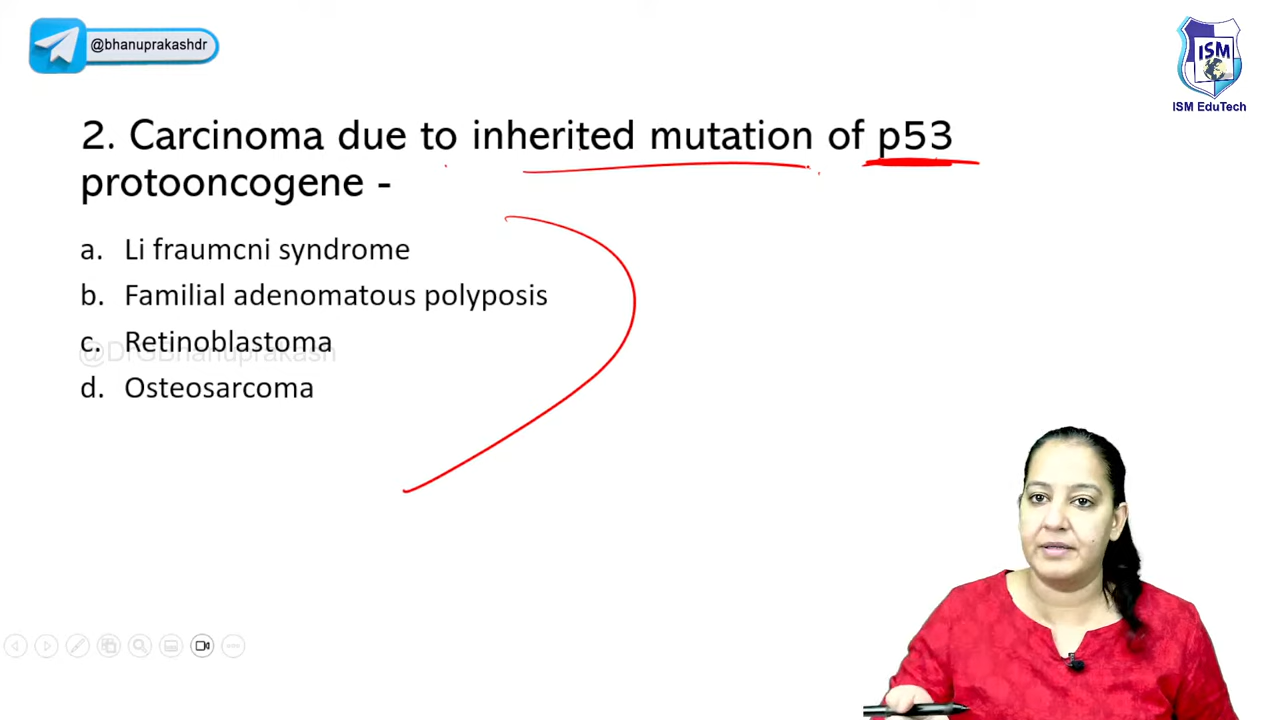 @bhanuprakashdr
ISM
ISM EduTech
2. Carcinoma due to inherited mutation of p53
protooncogene -
a. Li fraumcni syndrome
b. Familial adenomatous polyposis
c. Retinoblastoma
@DrGBhanuprakash
d. Osteosarcoma